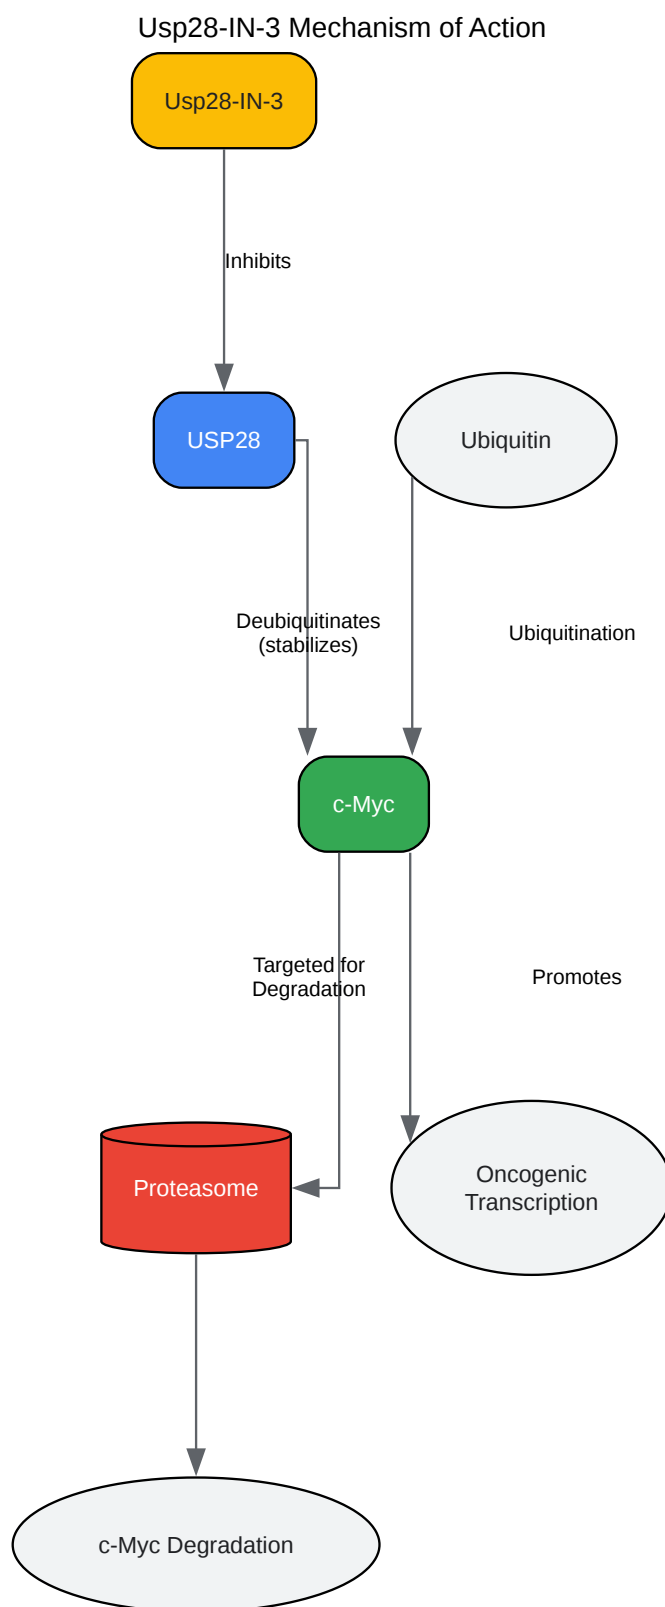 Usp28-IN-3 Mechanism of Action
Usp28-IN-3
Inhibits
USP28
Ubiquitin
Deubiquitinates
(stabilizes)
Ubiquitination
c-Myc
Targeted for
Degradation
Promotes
Proteasome
Oncogenic
Transcription
c-Myc Degradation